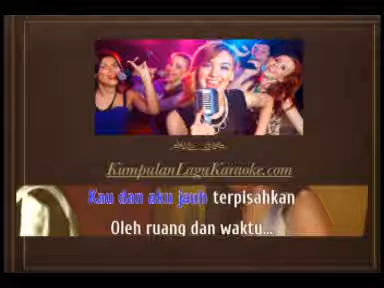 KumpulanLaguKaraoke.com
Kau dan aku jauh terpisahkan
Oleh ruang dan waktu...